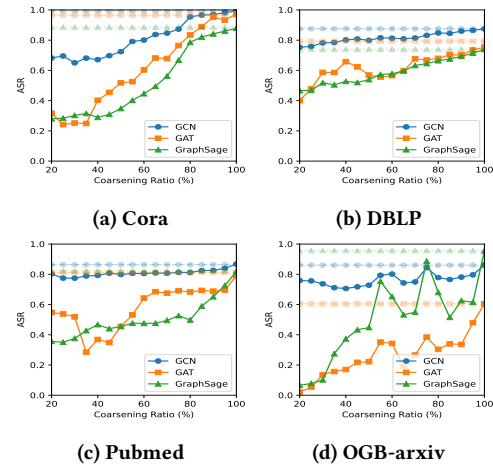 1.0
0.8
0.6
0.4
0.2
0.0
ASR
GCN
GAT
GraphSage
20 40 60 80 100
Coarsening Ratio (%)
(a) Cora
1.0
0.8
0.6
0.4
0.2
0.0
ASR
GCN
GAT
GraphSage
20 40 60 80 100
Coarsening Ratio (%)
(b) DBLP
1.0
0.8
0.6
0.4
0.2
0.0
ASR
GCN
GAT
GraphSage
20 40 60 80 100
Coarsening Ratio (%)
(c) Pubmed
1.0
0.8
0.6
0.4
0.2
0.0
ASR
GCN
GAT
GraphSage
20 40 60 80 100
Coarsening Ratio (%)
(d) OGB-arxiv